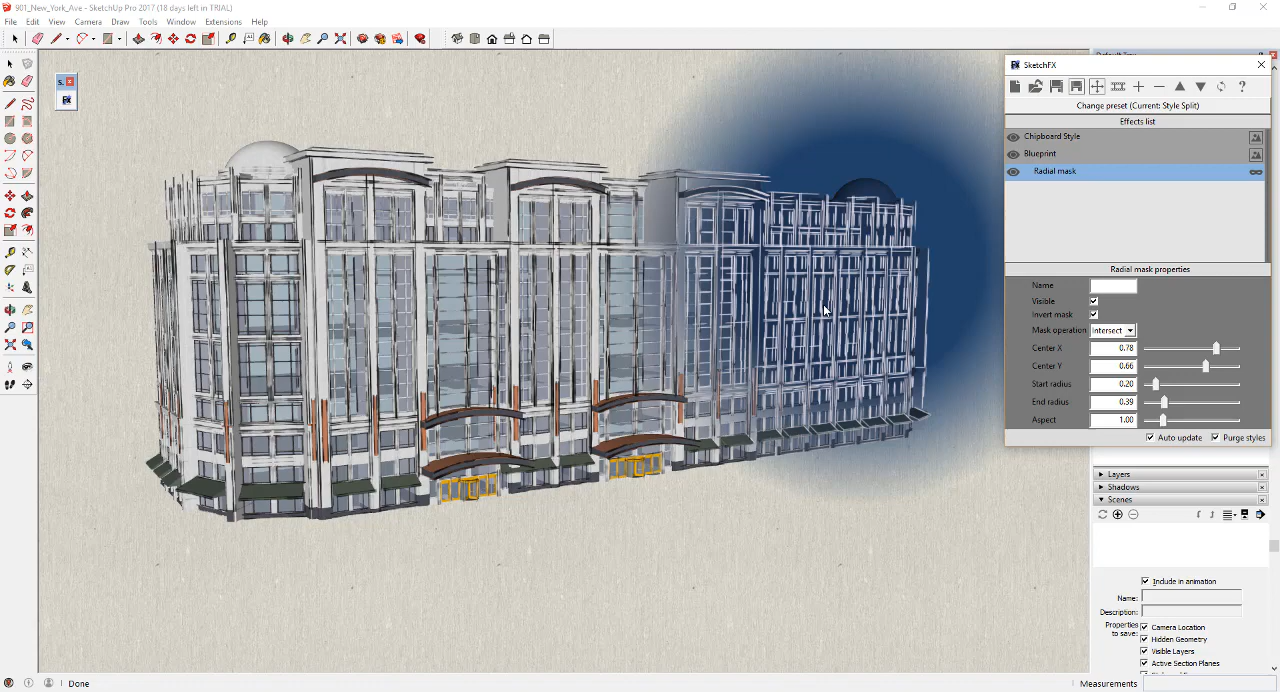 901_New_York_Ave - SketchUp Pro 2017 (18 days left in TRIAL)
File Edit View Camera Draw Tools Window Extensions Help
S.
SketchFX
Change preset (Current: Style Split)
Effects list
Chipboard Style
Blueprint
Radial mask
Radial mask properties
Name
Visible
Invert mask
Mask operation Intersect
Center X 0.78
Center Y 0.66
Start radius 0.20
End radius 0.39
Aspect 1.00
Auto update Purge styles
Layers
Shadows
Scenes
Include in animation
Name:
Description:
Properties to save:
Camera Location
Hidden Geometry
Visible Layers
Active Section Planes
Done
Measurements